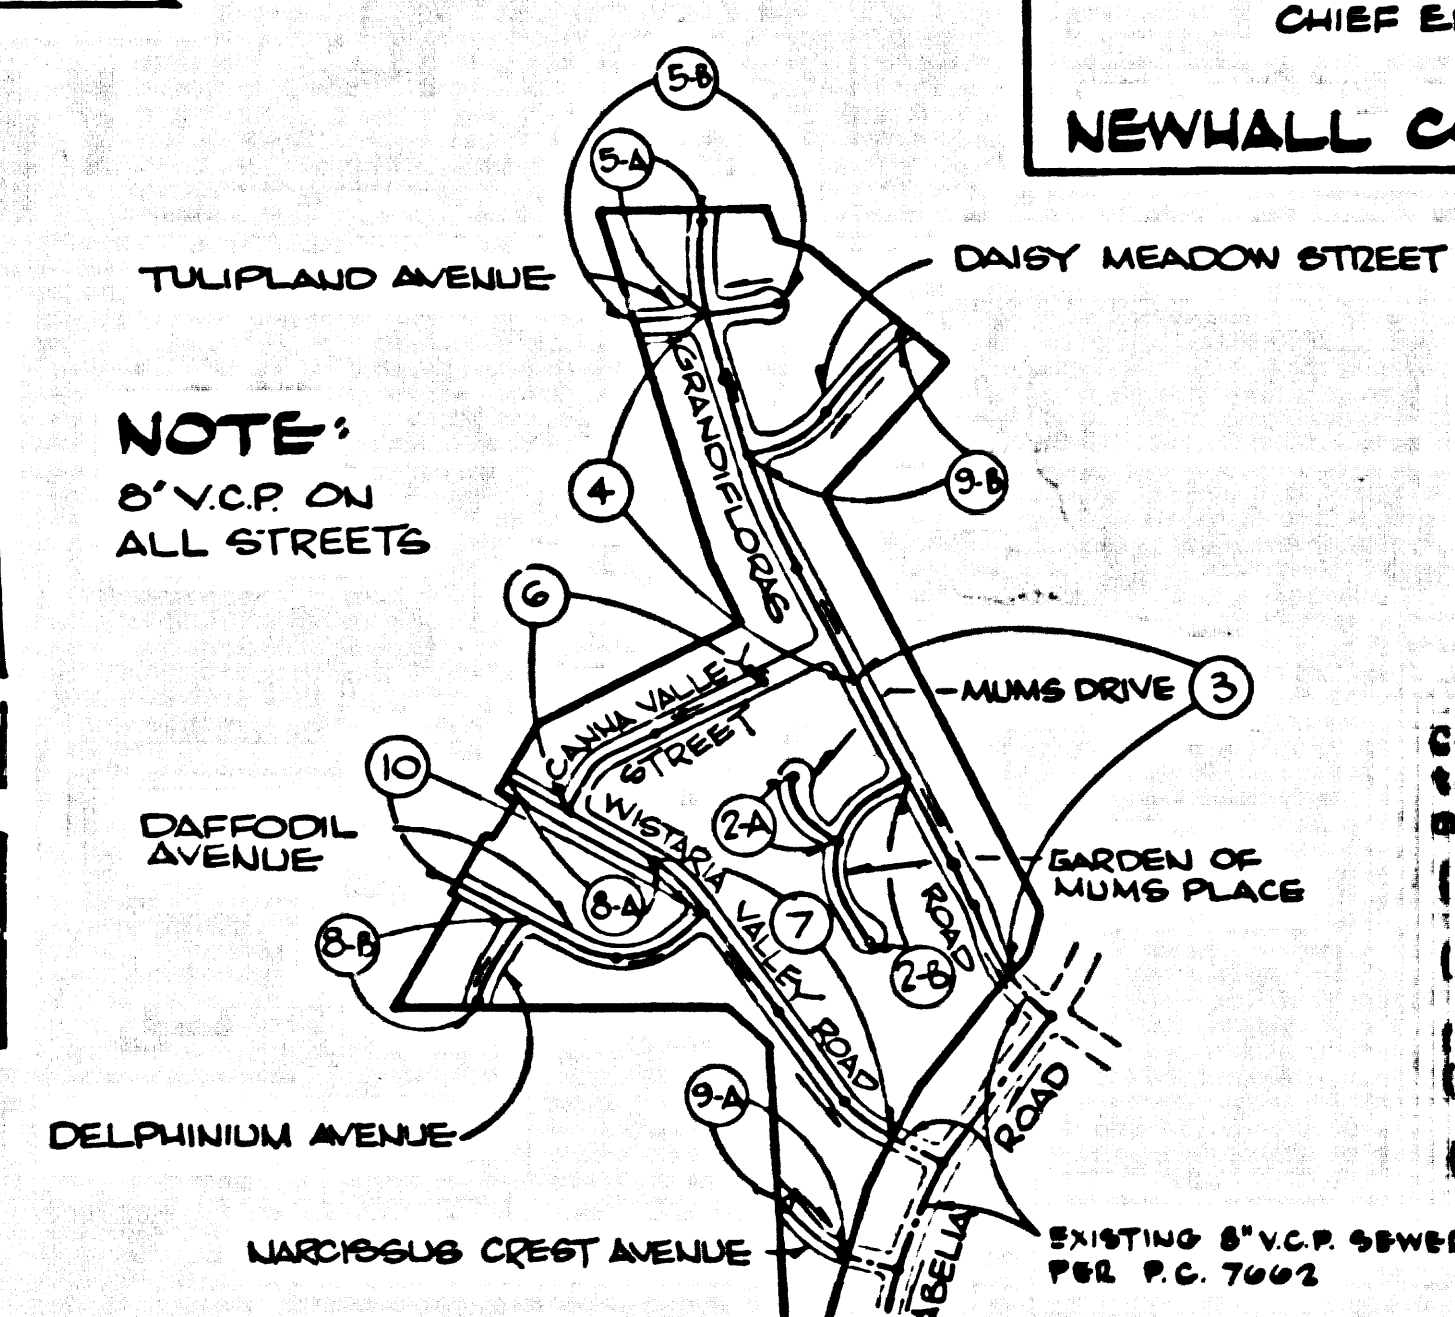 CHIEF
NEWHALL
5-B
5-A
TULIPLAND AVENUE
DAISY MEADOW STREET
NOTE:
8" V.C.P. ON
ALL STREETS
GRANDIFLORAS
4
9-B
6
CANNA VALLEY
STREET
MUMS DRIVE
3
10
WISTARIA
2-A
DAFFODIL
AVENUE
GARDEN OF
MUMS PLACE
8-A
7
VALLEY
ROAD
8-B
2-B
ROAD
ROAD
9-A
DELPHINIUM AVENUE
NARCISSUS CREST AVENUE
EXISTING 8" V.C.P.
PER P.C. 7662